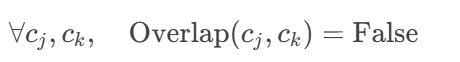 ∀c_j, c_k, Overlap(c_j, c_k) = False